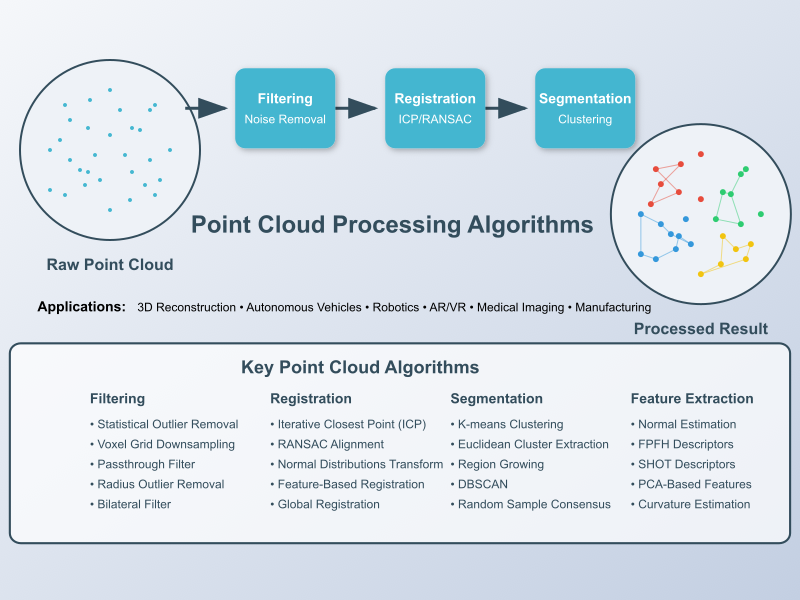 Filtering
Noise Removal
Registration
ICP/RANSAC
Segmentation
Clustering
Point Cloud Processing Algorithms
Raw Point Cloud
Applications: 3D Reconstruction • Autonomous Vehicles • Robotics • AR/VR • Medical Imaging • Manufacturing
Processed Result
Key Point Cloud Algorithms
Filtering
• Statistical Outlier Removal
• Voxel Grid Downsampling
• Passthrough Filter
• Radius Outlier Removal
• Bilateral Filter
Registration
• Iterative Closest Point (ICP)
• RANSAC Alignment
• Normal Distributions Transform
• Feature-Based Registration
• Global Registration
Segmentation
• K-means Clustering
• Euclidean Cluster Extraction
• Region Growing
• DBSCAN
• Random Sample Consensus
Feature Extraction
• Normal Estimation
• FPFH Descriptors
• SHOT Descriptors
• PCA-Based Features
• Curvature Estimation